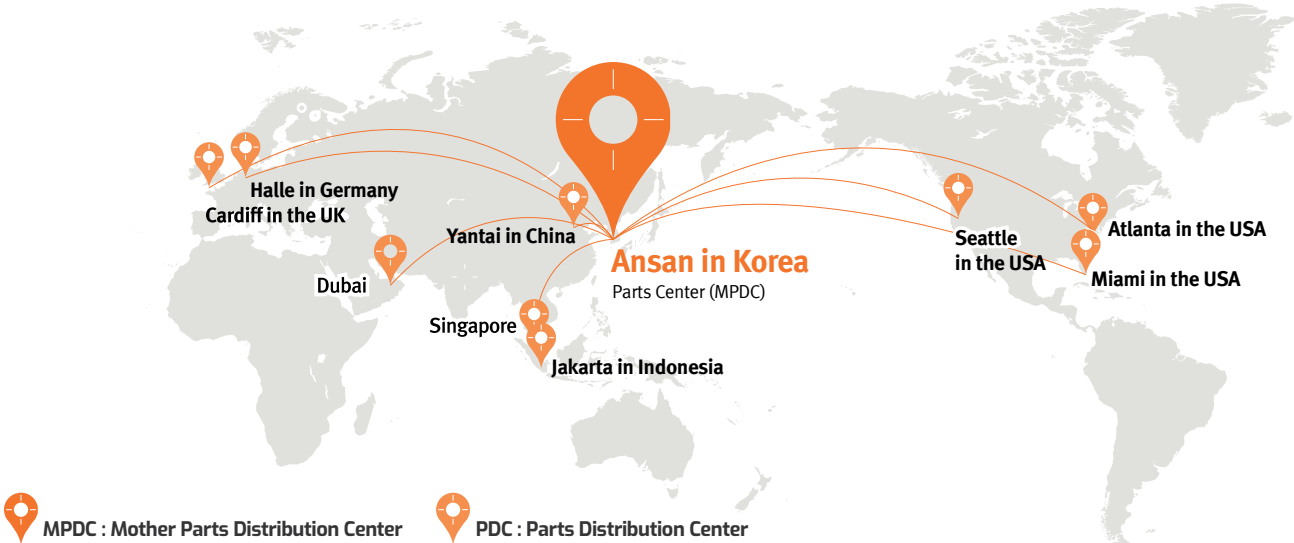 Halle in Germany
Cardiff in the UK
Yantai in China
Dubai
Singapore
Jakarta in Indonesia
Ansan in Korea
Parts Center (MPDC)
Seattle
in the USA
Atlanta in the USA
Miami in the USA
MPDC : Mother Parts Distribution Center
PDC : Parts Distribution Center